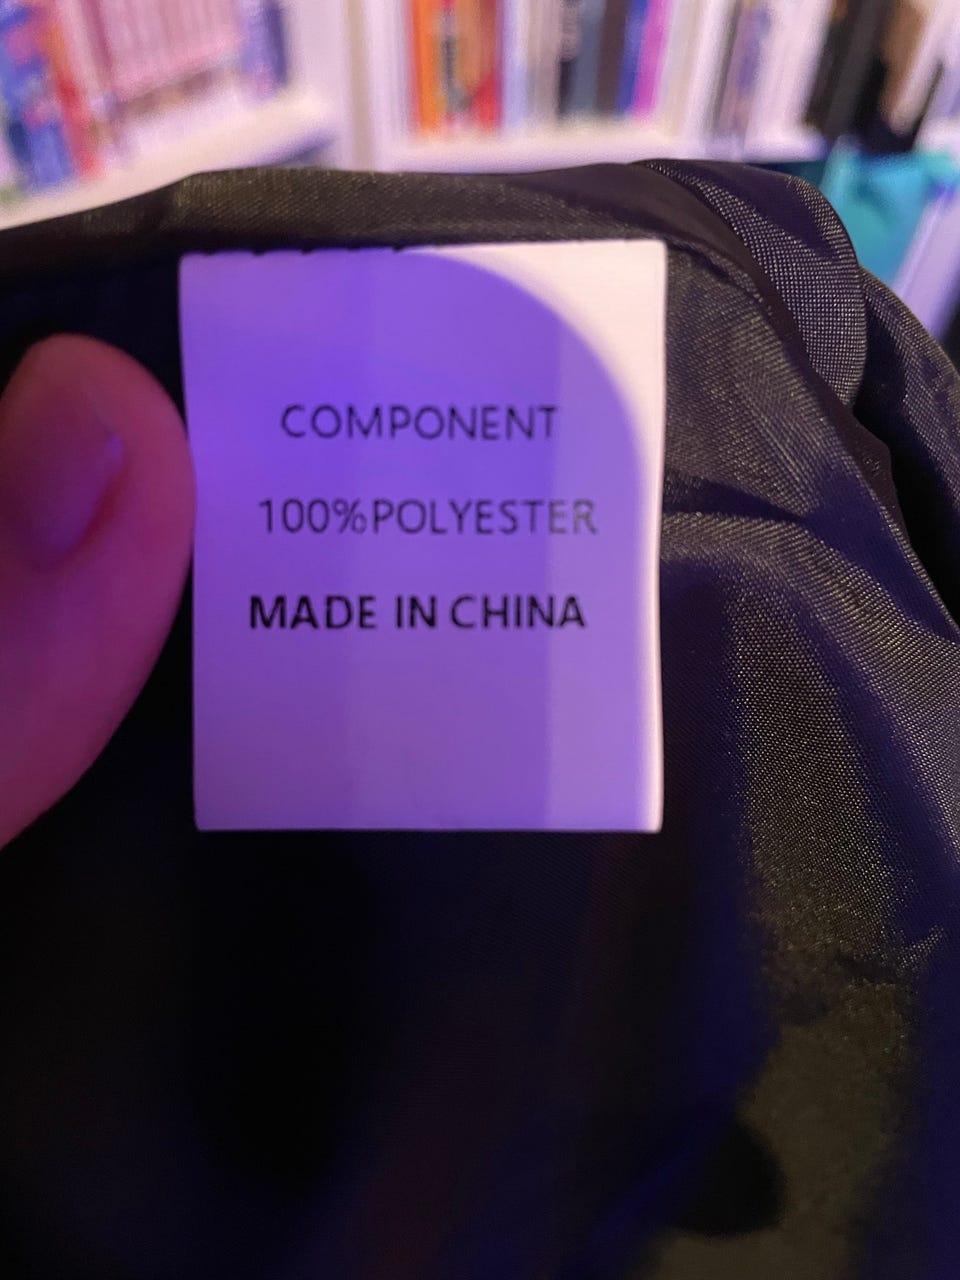 COMPONENT
100%POLYESTER
MADE IN CHINA